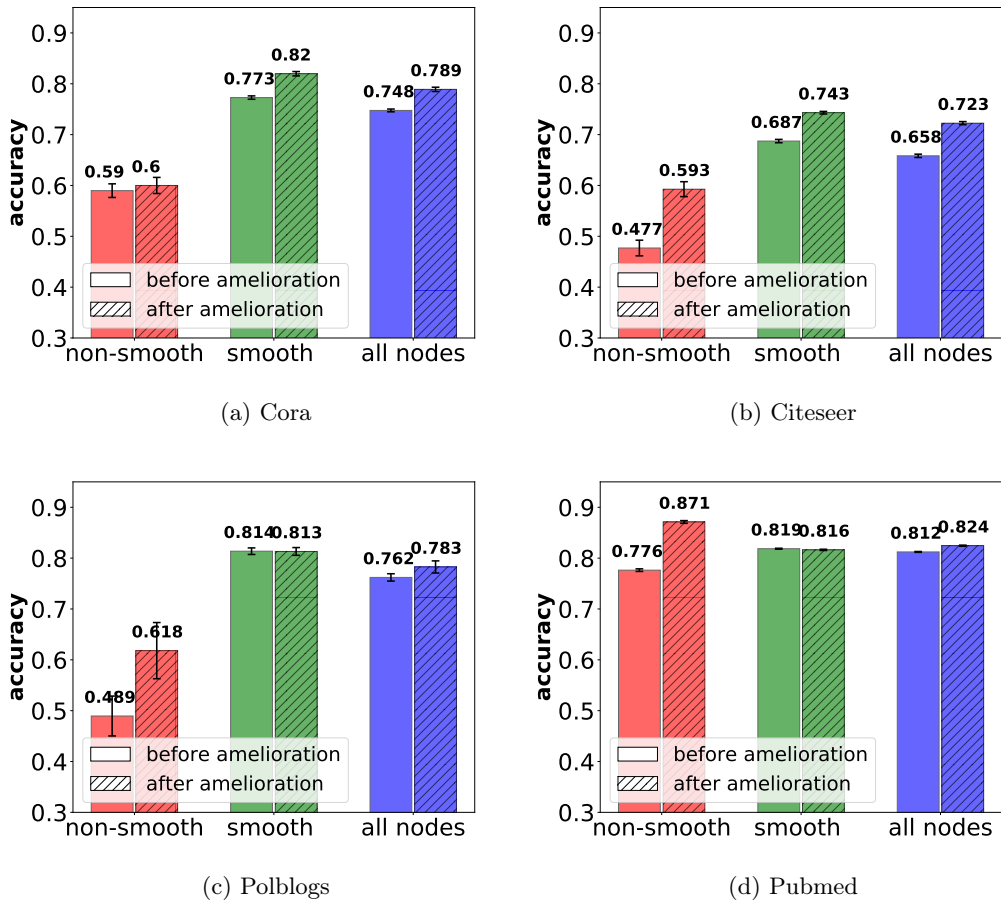 0.9
0.8
0.7
0.6
0.5
0.4
0.3
accuracy
0.59
0.6
0.773
0.82
0.748
0.789
before amelioration
after amelioration
non-smooth smooth all nodes
(a) Cora
0.9
0.8
0.7
0.6
0.5
0.4
0.3
accuracy
0.477
0.593
0.687
0.743
0.658
0.723
before amelioration
after amelioration
non-smooth smooth all nodes
(b) Citeseer
0.9
0.8
0.7
0.6
0.5
0.4
0.3
accuracy
0.489
0.618
0.814
0.813
0.762
0.783
before amelioration
after amelioration
non-smooth smooth all nodes
(c) Polblogs
0.9
0.8
0.7
0.6
0.5
0.4
0.3
accuracy
0.776
0.871
0.819
0.816
0.812
0.824
before amelioration
after amelioration
non-smooth smooth all nodes
(d) Pubmed